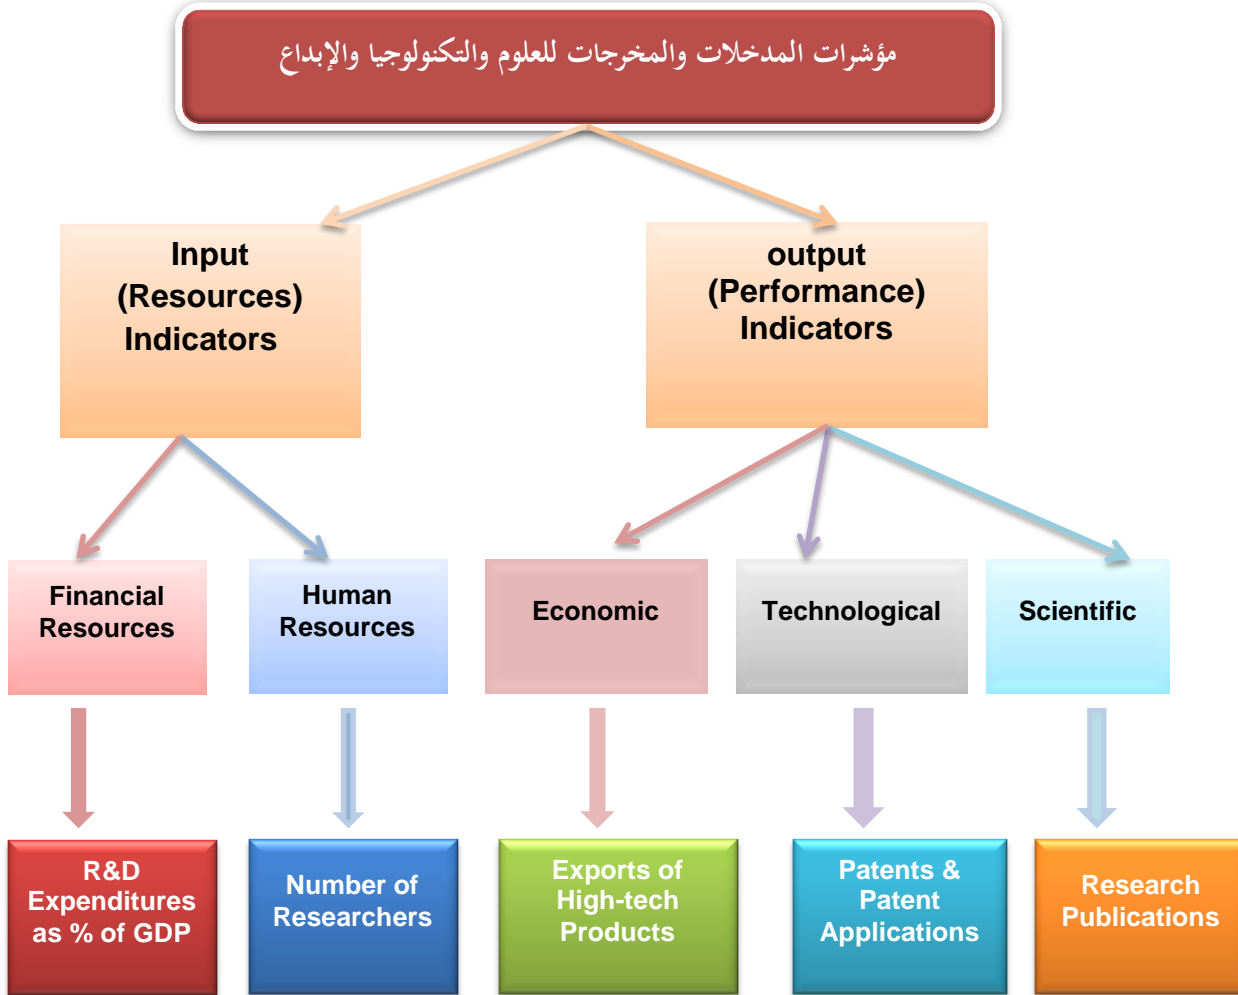 مؤشرات المدخلات والمخرجات للعلوم والتكنولوجيا والإبداع
Input
(Resources)
Indicators
output
(Performance)
Indicators
Financial
Resources
Human
Resources
Economic
Technological
Scientific
R&D
Expenditures
as % of GDP
Number of
Researchers
Exports of
High-tech
Products
Patents &
Patent
Applications
Research
Publications